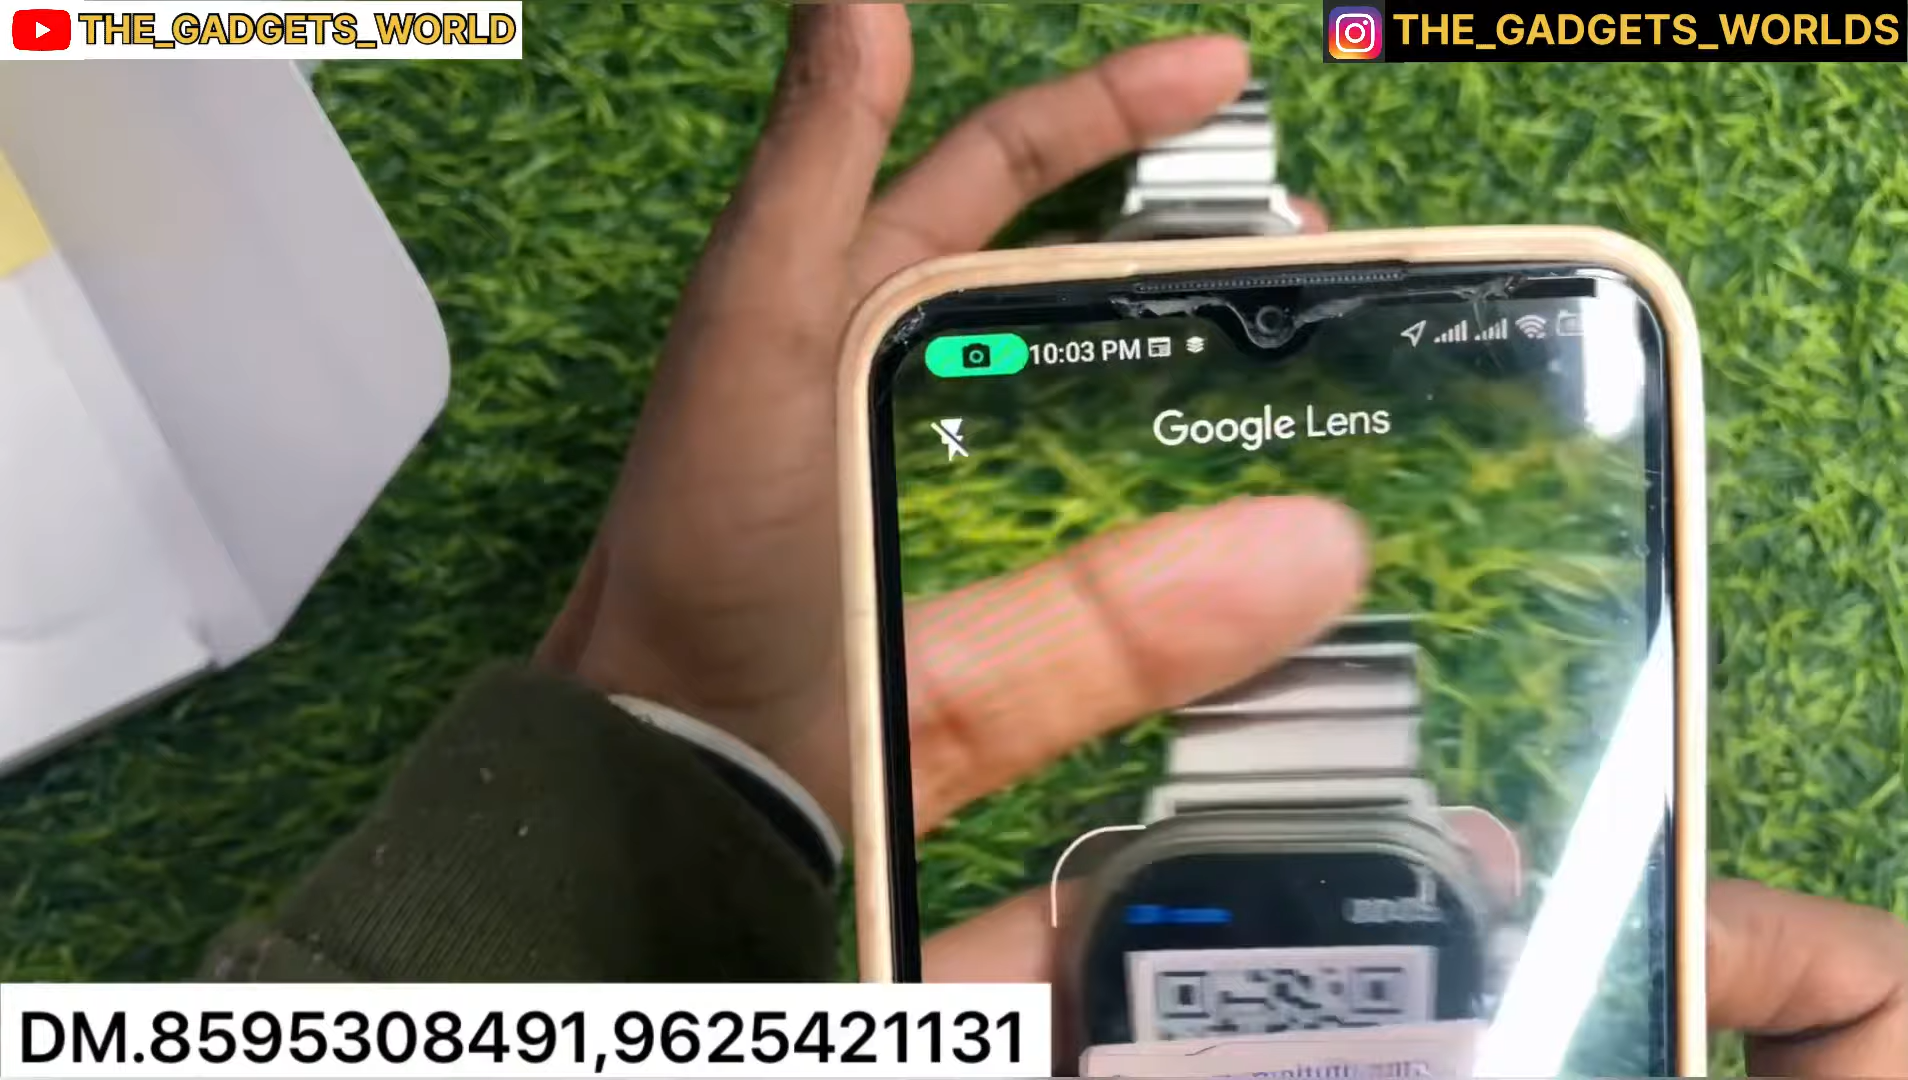 THE_GADGETS_WORLD
THE_GADGETS_WORLDS
10:03 PM
Google Lens
DM.8595308491,9625421131